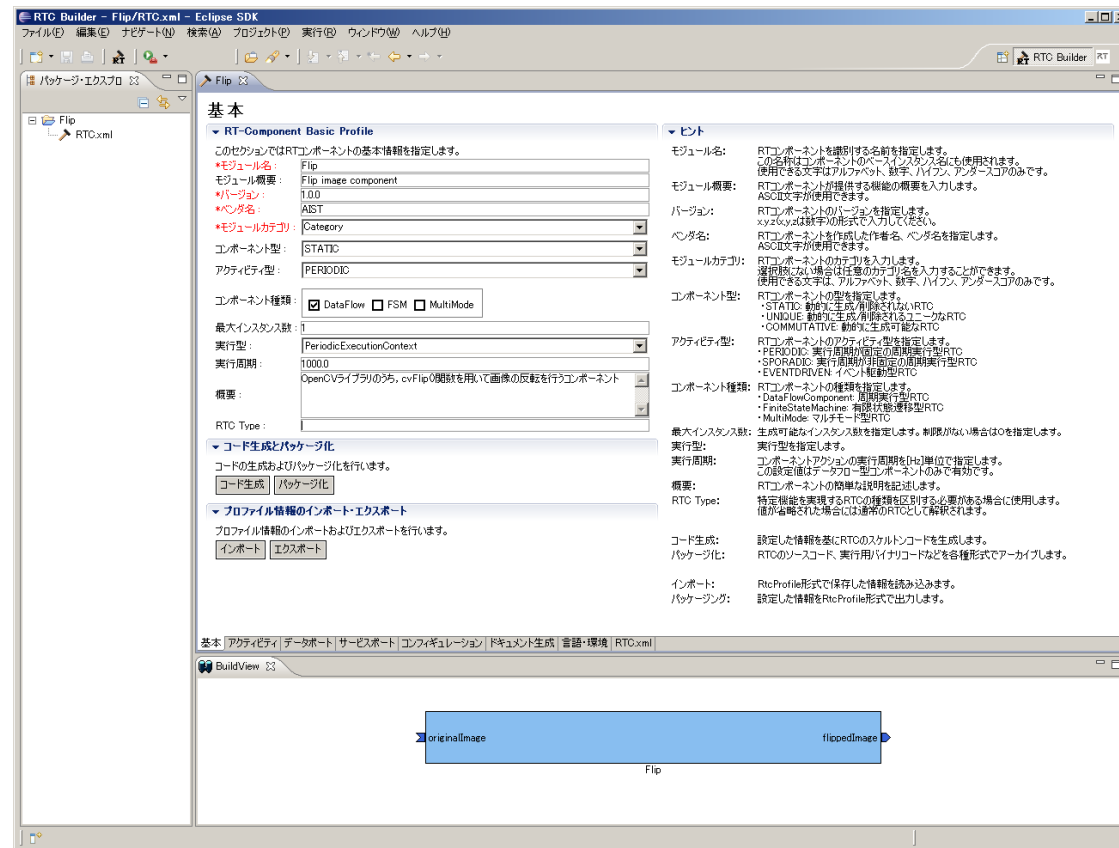 RTC Builder - Flip/RTC.xml - Eclipse SDK
ファイル(F) 編集(E) ナビゲート(N) 検索(A) プロジェクト(P) 実行(R) ウィンドウ(W) ヘルプ(H)
RTC Builder
パッケージ・エクスプロ
Flip
RTC.xml
Flip
基本
RT-Component Basic Profile
このセクションではRTコンポーネントの基本情報を指定します。
*モジュール名: Flip
モジュール概要: Flip image component
*バージョン: 1.0.0
*ベンダ名: AIST
*モジュールカテゴリ: Category
コンポーネント型: STATIC
アクティビティ型: PERIODIC
コンポーネント種類: DataFlow FSM MultiMode
最大インスタンス数: 1
実行型: PeriodicExecutionContext
実行周期: 1000.0
概要: OpenCVライブラリのうち，cvFlip()関数を用いて画像の反転を行うコンポーネント
RTC Type:
コード生成とパッケージ化
コードの生成およびパッケージ化を行います。
コード生成 パッケージ化
プロファイル情報のインポート・エクスポート
プロファイル情報のインポートおよびエクスポートを行います。
インポート エクスポート
ヒント
モジュール名: RTコンポーネントを識別する名前を指定します。
この名称はコンポーネントのベースインスタンス名にも使用されます。
使用できる文字はアルファベット、数字、ハイフン、アンダースコアのみです。
モジュール概要: RTコンポーネントが提供する機能の概要を入力します。
ASCII文字が使用できます。
バージョン: RTコンポーネントのバージョンを指定します。
x.y.z(x,y,zは数字)の形式で入力してください。
ベンダ名: RTコンポーネントを作成した作者名、ベンダ名を指定します。
ASCII文字が使用できます。
モジュールカテゴリ: RTコンポーネントのカテゴリを入力します。
選択肢にない場合は任意のカテゴリ名を入力することができます。
使用できる文字は、アルファベット、数字、ハイフン、アンダースコアのみです。
コンポーネント型: RTコンポーネントの型を指定します。
・STATIC: 動的に生成/削除されないRTC
・UNIQUE: 動的に生成/削除されるユニークなRTC
・COMMUTATIVE: 動的に生成可能なRTC
アクティビティ型: RTコンポーネントのアクティビティ型を指定します。
・PERIODIC: 実行周期が固定の周期実行型RTC
・SPORADIC: 実行周期が非固定の周期実行型RTC
・EVENTDRIVEN: イベント駆動型RTC
コンポーネント種類: RTコンポーネントの種類を指定します。
・DataFlowComponent: 周期実行型RTC
・FiniteStateMachine: 有限状態遷移型RTC
・MultiMode: マルチモード型RTC
最大インスタンス数: 生成可能なインスタンス数を指定します。制限がない場合は0を指定します。
実行型: 実行型を指定します。
実行周期: コンポーネントアクションの実行周期を[Hz]単位で指定します。
この設定値はデータフロー型コンポーネントのみで有効です。
概要: RTコンポーネントの簡単な説明を記述します。
RTC Type: 特定機能を実現するRTCの種類を区別する必要がある場合に使用します。
値が省略された場合には通常のRTCとして解釈されます。
コード生成: 設定した情報を基にRTCのスケルトンコードを生成します。
パッケージ化: RTCのソースコード、実行用バイナリコードなどを各種形式でアーカイブします。
インポート: RtcProfile形式で保存した情報を読み込みます。
パッケージング: 設定した情報をRtcProfile形式で出力します。
基本 アクティビティ データポート サービスポート コンフィギュレーション ドキュメント生成 言語・環境 RTC.xml
BuildView
originalImage flippedImage
Flip